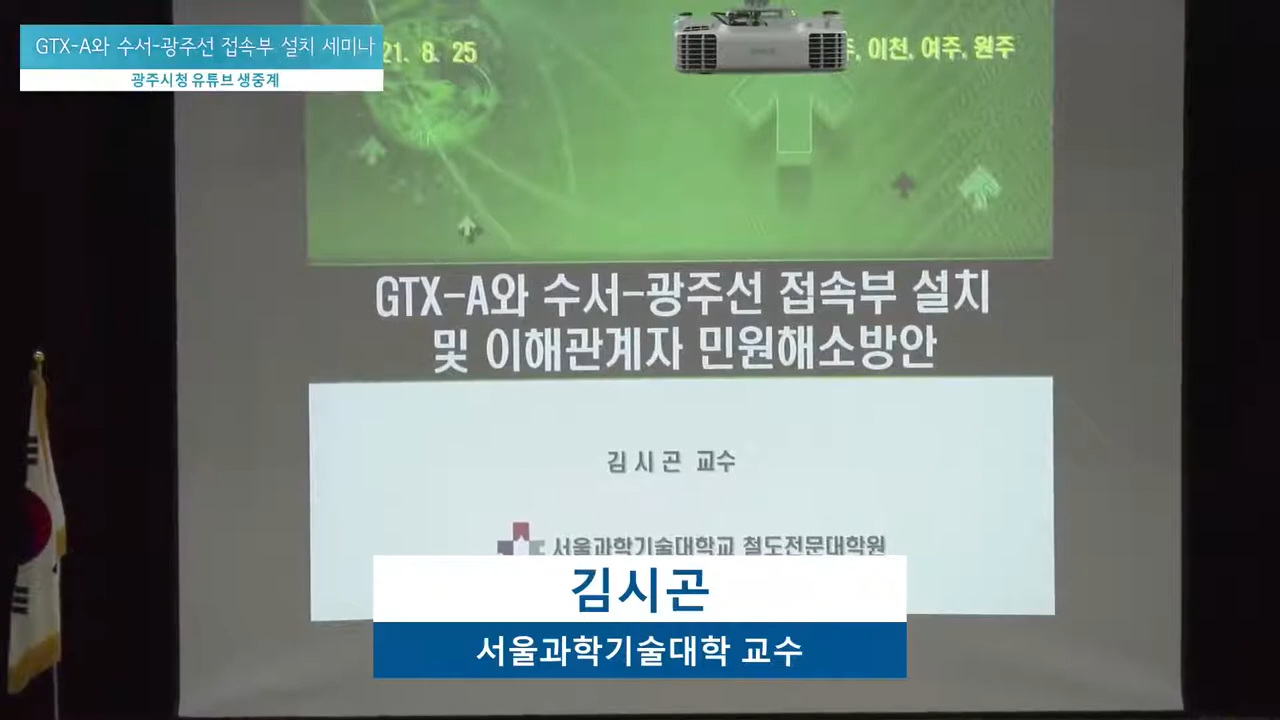 GTX-A와 수서-광주선 접속부 설치 세미나
광주시청 유튜브 생중계
21. 8. 25
이천, 여주, 원주
GTX-A와 수서-광주선 접속부 설치
및 이해관계자 민원해소방안
김 시 곤 교수
서울과학기술대학교 철도전문대학원
김시곤
서울과학기술대학 교수